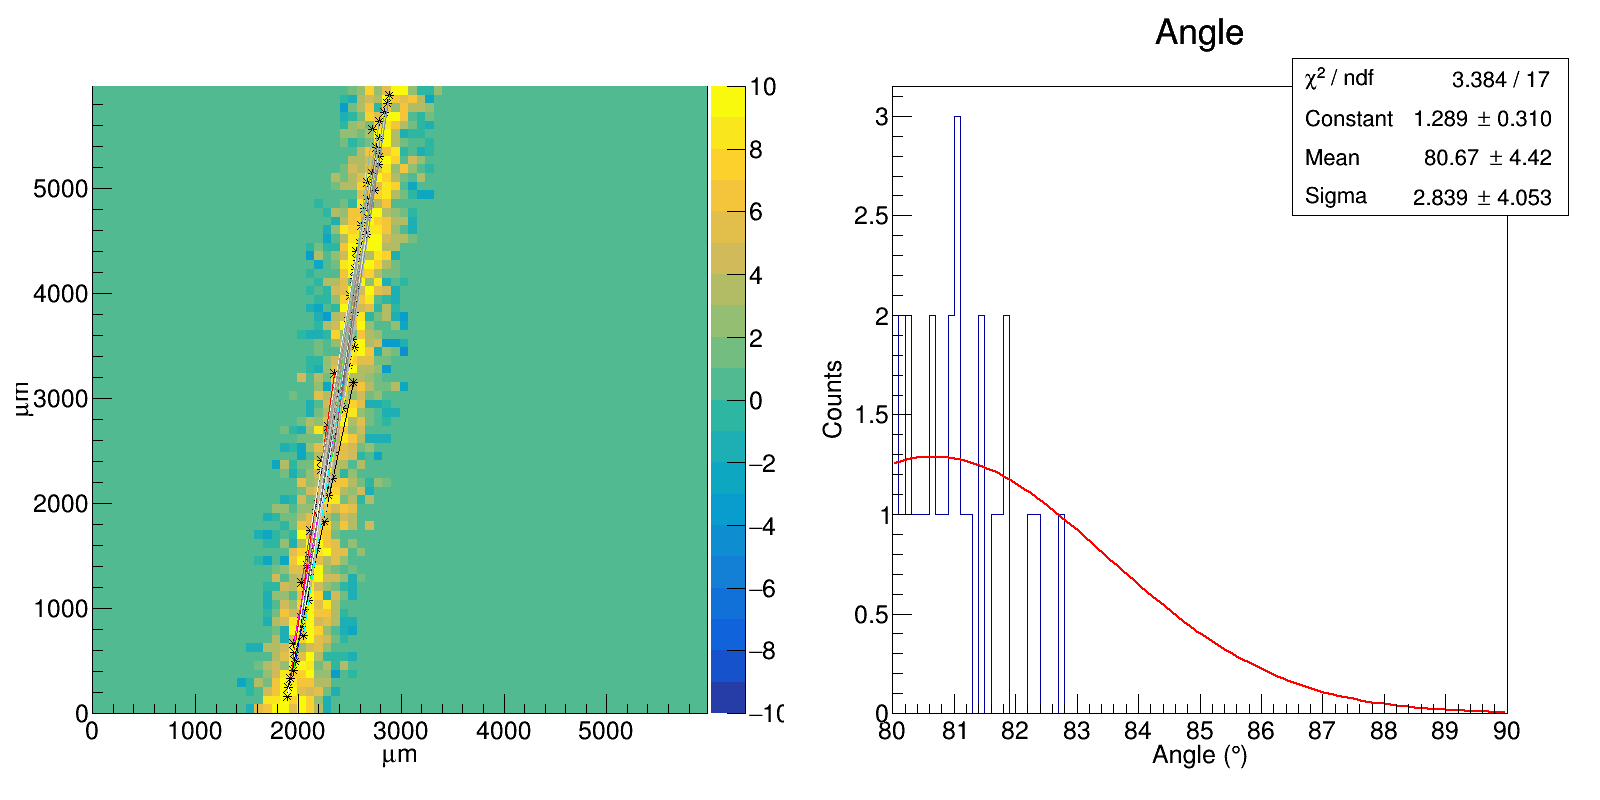 Angle
χ² / ndf 3.384 / 17
Constant 1.289 ± 0.310
Mean 80.67 ± 4.42
Sigma 2.839 ± 4.053
μm
5000
4000
3000
2000
1000
0
0 1000 2000 3000 4000 5000
μm
10
8
6
4
2
0
−2
−4
−6
−8
−10
Counts
3
2.5
2
1.5
1
0.5
0
80 81 82 83 84 85 86 87 88 89 90
Angle (°)